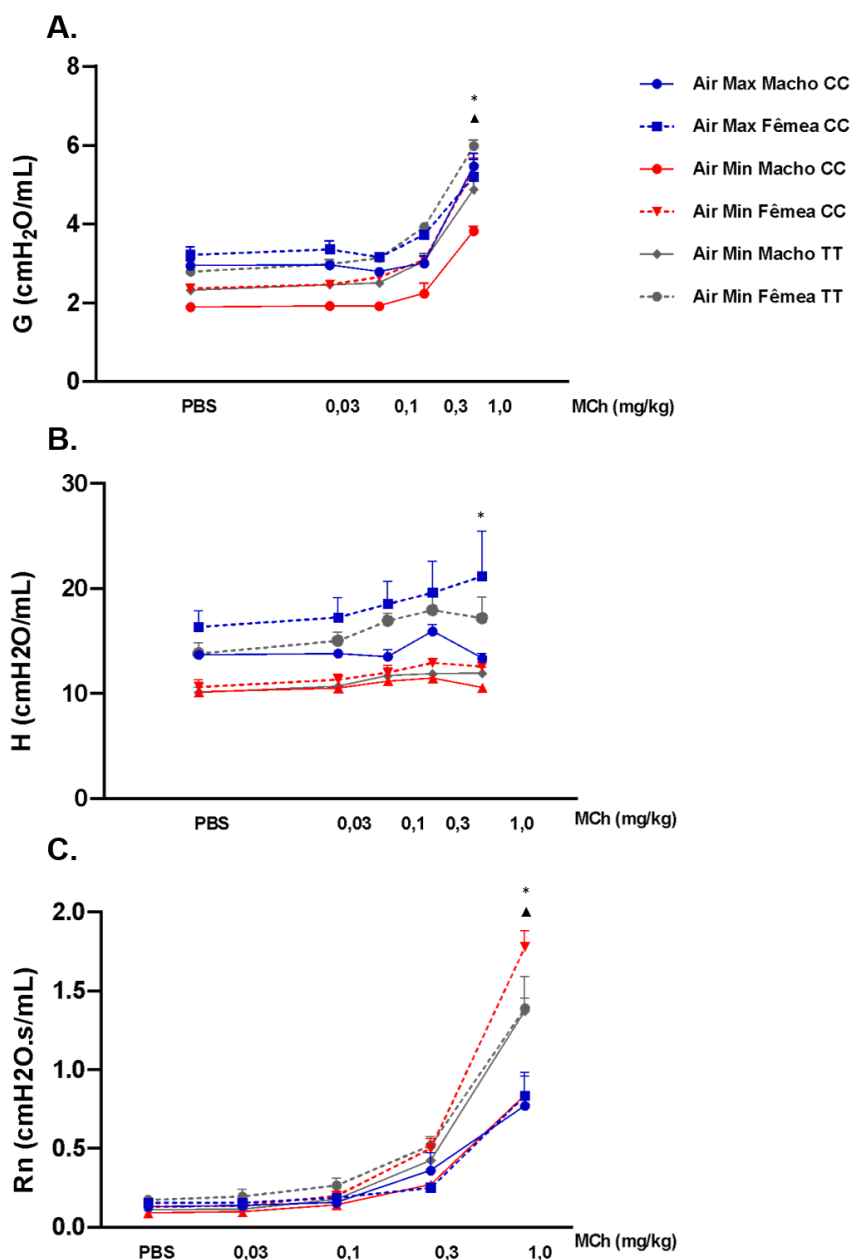 A.
8
6
4
2
0
G (cmH₂O/mL)
*
▲
PBS 0,03 0,1 0,3 1,0 MCh (mg/kg)
Air Max Macho CC
Air Max Fêmea CC
Air Min Macho CC
Air Min Fêmea CC
Air Min Macho TT
Air Min Fêmea TT
B.
30
20
10
0
H (cmH2O/mL)
*
PBS 0,03 0,1 0,3 1,0 MCh (mg/kg)
C.
2.0
1.5
1.0
0.5
0.0
Rn (cmH2O.s/mL)
*
▲
PBS 0,03 0,1 0,3 1,0 MCh (mg/kg)